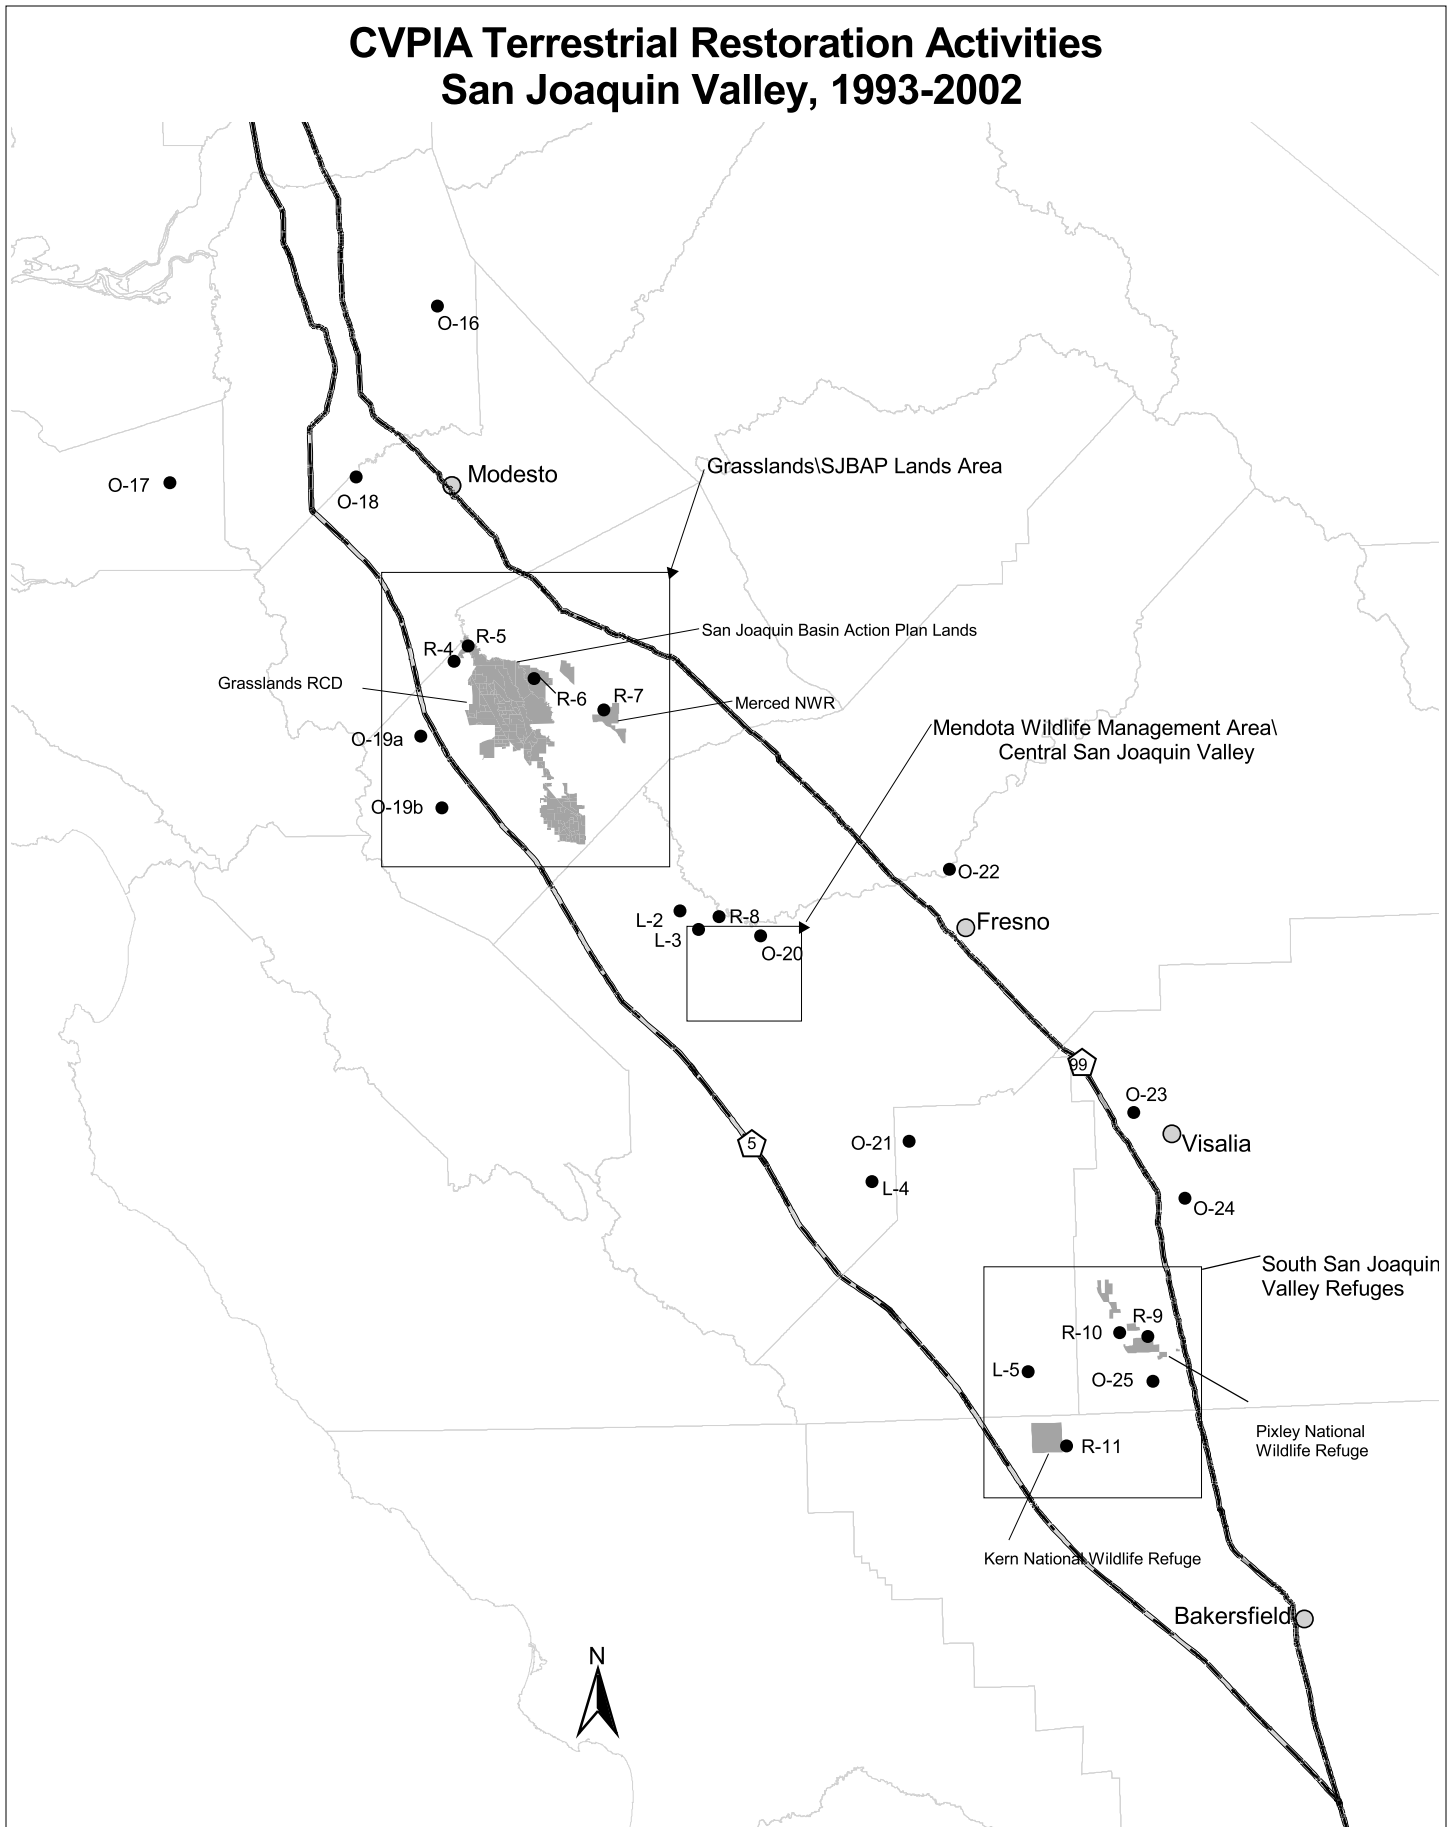 CVPIA Terrestrial Restoration Activities
San Joaquin Valley, 1993-2002
O-16
Grasslands\SJBAP Lands Area
Modesto
O-17
O-18
San Joaquin Basin Action Plan Lands
R-5
R-4
Grasslands RCD
R-6
R-7
Merced NWR
Mendota Wildlife Management Area\
Central San Joaquin Valley
O-19a
O-19b
O-22
L-2
R-8
Fresno
L-3
O-20
99
O-23
5
O-21
Visalia
L-4
O-24
South San Joaquin
Valley Refuges
R-9
R-10
L-5
O-25
Pixley National
Wildlife Refuge
R-11
Kern National Wildlife Refuge
Bakersfield
N